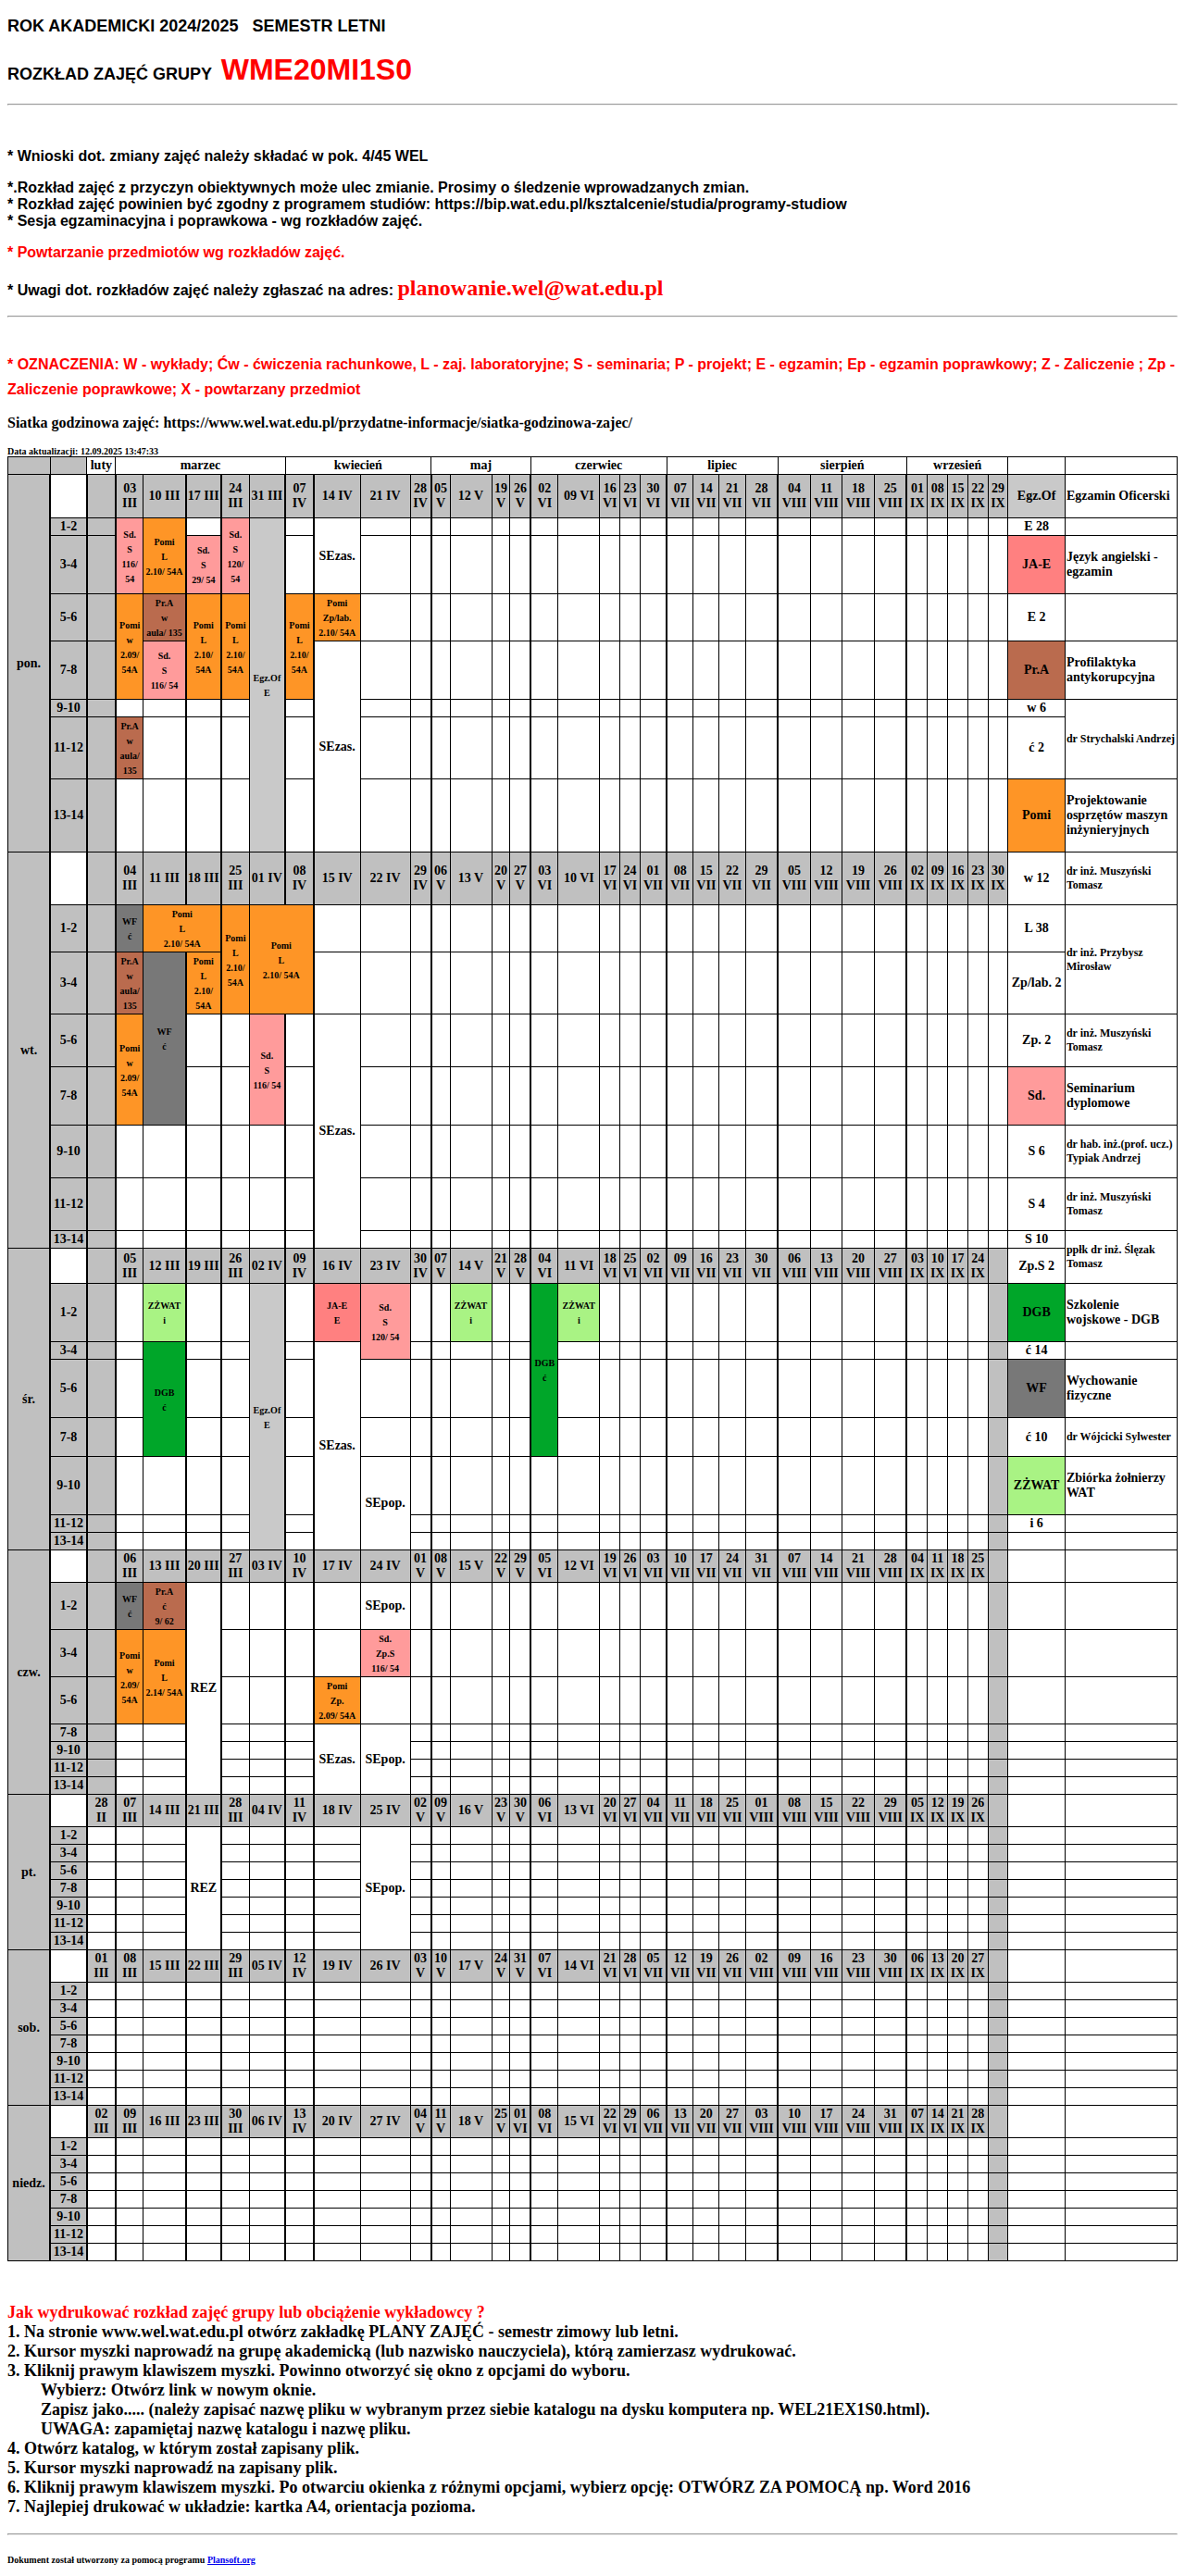 ROK AKADEMICKI 2024/2025 SEMESTR LETNI
ROZKŁAD ZAJĘĆ GRUPY WME20MI1S0
* Wnioski dot. zmiany zajęć należy składać w pok. 4/45 WEL
*.Rozkład zajęć z przyczyn obiektywnych może ulec zmianie. Prosimy o śledzenie wprowadzanych zmian.
* Rozkład zajęć powinien być zgodny z programem studiów: https://bip.wat.edu.pl/ksztalcenie/studia/programy-studiow
* Sesja egzaminacyjna i poprawkowa - wg rozkładów zajęć.
* Powtarzanie przedmiotów wg rozkładów zajęć.
* Uwagi dot. rozkładów zajęć należy zgłaszać na adres: planowanie.wel@wat.edu.pl
* OZNACZENIA: W - wykłady; Ćw - ćwiczenia rachunkowe, L - zaj. laboratoryjne; S - seminaria; P - projekt; E - egzamin; Ep - egzamin poprawkowy; Z - Zaliczenie ; Zp -
Zaliczenie poprawkowe; X - powtarzany przedmiot
Siatka godzinowa zajęć: https://www.wel.wat.edu.pl/przydatne-informacje/siatka-godzinowa-zajec/
Data aktualizacji: 12.09.2025 13:47:33
luty marzec kwiecień maj czerwiec lipiec sierpień wrzesień
pon. 03 III 10 III 17 III 24 III 31 III 07 IV 14 IV 21 IV 28 IV 05 V 12 V 19 V 26 V 02 VI 09 VI 16 VI 23 VI 30 VI 07 VII 14 VII 21 VII 28 VII 04 VIII 11 VIII 18 VIII 25 VIII 01 IX 08 IX 15 IX 22 IX 29 IX Egz.Of Egzamin Oficerski
1-2 Sd. S 116/ 54 Pomi L 2.10/ 54A Sd. S 120/ 54 Egz.Of E SEzas. E 28
3-4 Sd. S 29/ 54 JA-E Język angielski - egzamin
5-6 Pomi w 2.09/ 54A Pr.A w aula/ 135 Pomi L 2.10/ 54A Pomi L 2.10/ 54A Pomi L 2.10/ 54A Pomi Zp/lab. 2.10/ 54A E 2
7-8 Sd. S 116/ 54 SEzas. Pr.A Profilaktyka antykorupcyjna
9-10 w 6 dr Strychalski Andrzej
11-12 Pr.A w aula/ 135 ć 2
13-14 Pomi Projektowanie osprzętów maszyn inżynieryjnych
wt. 04 III 11 III 18 III 25 III 01 IV 08 IV 15 IV 22 IV 29 IV 06 V 13 V 20 V 27 V 03 VI 10 VI 17 VI 24 VI 01 VII 08 VII 15 VII 22 VII 29 VII 05 VIII 12 VIII 19 VIII 26 VIII 02 IX 09 IX 16 IX 23 IX 30 IX w 12 dr inż. Muszyński Tomasz
1-2 WF ć Pomi L 2.10/ 54A Pomi L 2.10/ 54A Pomi L 2.10/ 54A L 38 dr inż. Przybysz Mirosław
3-4 Pr.A w aula/ 135 WF ć Pomi L 2.10/ 54A Zp/lab. 2
5-6 Pomi w 2.09/ 54A Sd. S 116/ 54 SEzas. Zp. 2 dr inż. Muszyński Tomasz
7-8 Sd. Seminarium dyplomowe
9-10 S 6 dr hab. inż.(prof. ucz.) Typiak Andrzej
11-12 S 4 dr inż. Muszyński Tomasz
13-14 S 10 ppłk dr inż. Ślęzak Tomasz
śr. 05 III 12 III 19 III 26 III 02 IV 09 IV 16 IV 23 IV 30 IV 07 V 14 V 21 V 28 V 04 VI 11 VI 18 VI 25 VI 02 VII 09 VII 16 VII 23 VII 30 VII 06 VIII 13 VIII 20 VIII 27 VIII 03 IX 10 IX 17 IX 24 IX Zp.S 2
1-2 ZŻWAT i Egz.Of E JA-E E Sd. S 120/ 54 ZŻWAT i DGB ć ZŻWAT i DGB Szkolenie wojskowe - DGB
3-4 DGB ć SEzas. ć 14
5-6 WF Wychowanie fizyczne
7-8 ć 10 dr Wójcicki Sylwester
9-10 SEpop. ZŻWAT Zbiórka żołnierzy WAT
11-12 i 6
13-14
czw. 06 III 13 III 20 III 27 III 03 IV 10 IV 17 IV 24 IV 01 V 08 V 15 V 22 V 29 V 05 VI 12 VI 19 VI 26 VI 03 VII 10 VII 17 VII 24 VII 31 VII 07 VIII 14 VIII 21 VIII 28 VIII 04 IX 11 IX 18 IX 25 IX
1-2 WF ć Pr.A ć 9/ 62 REZ SEpop.
3-4 Pomi w 2.09/ 54A Pomi L 2.14/ 54A Sd. Zp.S 116/ 54
5-6 Pomi Zp. 2.09/ 54A
7-8 SEzas. SEpop.
9-10
11-12
13-14
pt. 28 II 07 III 14 III 21 III 28 III 04 IV 11 IV 18 IV 25 IV 02 V 09 V 16 V 23 V 30 V 06 VI 13 VI 20 VI 27 VI 04 VII 11 VII 18 VII 25 VII 01 VIII 08 VIII 15 VIII 22 VIII 29 VIII 05 IX 12 IX 19 IX 26 IX
1-2 REZ SEpop.
3-4
5-6
7-8
9-10
11-12
13-14
sob. 01 III 08 III 15 III 22 III 29 III 05 IV 12 IV 19 IV 26 IV 03 V 10 V 17 V 24 V 31 V 07 VI 14 VI 21 VI 28 VI 05 VII 12 VII 19 VII 26 VII 02 VIII 09 VIII 16 VIII 23 VIII 30 VIII 06 IX 13 IX 20 IX 27 IX
1-2
3-4
5-6
7-8
9-10
11-12
13-14
niedz. 02 III 09 III 16 III 23 III 30 III 06 IV 13 IV 20 IV 27 IV 04 V 11 V 18 V 25 V 01 VI 08 VI 15 VI 22 VI 29 VI 06 VII 13 VII 20 VII 27 VII 03 VIII 10 VIII 17 VIII 24 VIII 31 VIII 07 IX 14 IX 21 IX 28 IX
1-2
3-4
5-6
7-8
9-10
11-12
13-14
Jak wydrukować rozkład zajęć grupy lub obciążenie wykładowcy ?
1. Na stronie www.wel.wat.edu.pl otwórz zakładkę PLANY ZAJĘĆ - semestr zimowy lub letni.
2. Kursor myszki naprowadź na grupę akademicką (lub nazwisko nauczyciela), którą zamierzasz wydrukować.
3. Kliknij prawym klawiszem myszki. Powinno otworzyć się okno z opcjami do wyboru.
Wybierz: Otwórz link w nowym oknie.
Zapisz jako..... (należy zapisać nazwę pliku w wybranym przez siebie katalogu na dysku komputera np. WEL21EX1S0.html).
UWAGA: zapamiętaj nazwę katalogu i nazwę pliku.
4. Otwórz katalog, w którym został zapisany plik.
5. Kursor myszki naprowadź na zapisany plik.
6. Kliknij prawym klawiszem myszki. Po otwarciu okienka z różnymi opcjami, wybierz opcję: OTWÓRZ ZA POMOCĄ np. Word 2016
7. Najlepiej drukować w układzie: kartka A4, orientacja pozioma.
Dokument został utworzony za pomocą programu Plansoft.org